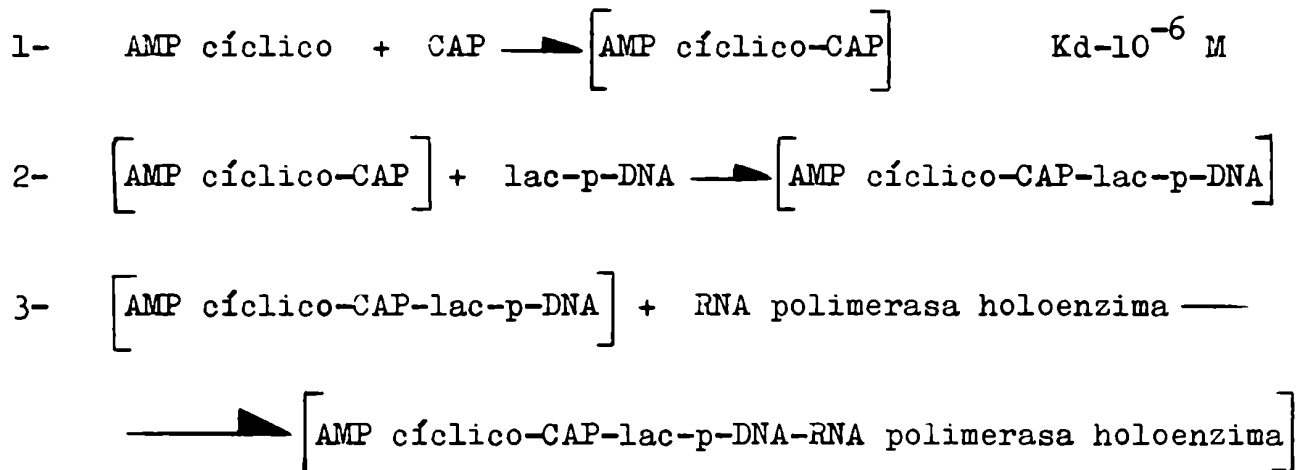 1- AMP cíclico + CAP ⟶ [AMP cíclico-CAP] Kd-10⁻⁶ M
2- [AMP cíclico-CAP] + lac-p-DNA ⟶ [AMP cíclico-CAP-lac-p-DNA]
3- [AMP cíclico-CAP-lac-p-DNA] + RNA polimerasa holoenzima —
⟶ [AMP cíclico-CAP-lac-p-DNA-RNA polimerasa holoenzima]